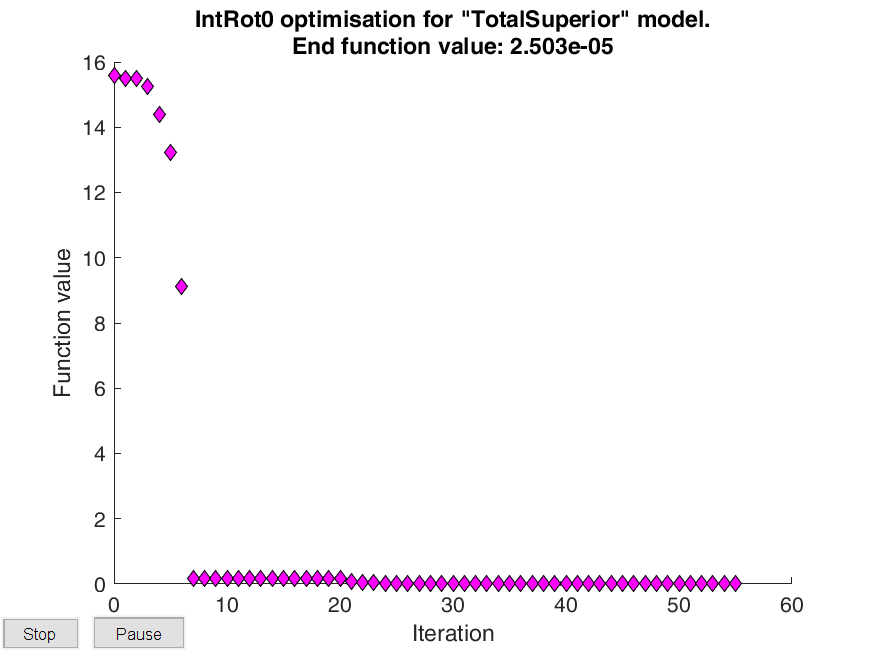 IntRot0 optimisation for "TotalSuperior" model.
End function value: 2.503e-05
16
14
12
10
8
6
4
2
0
Function value
0 10 20 30 40 50 60
Iteration
Stop Pause